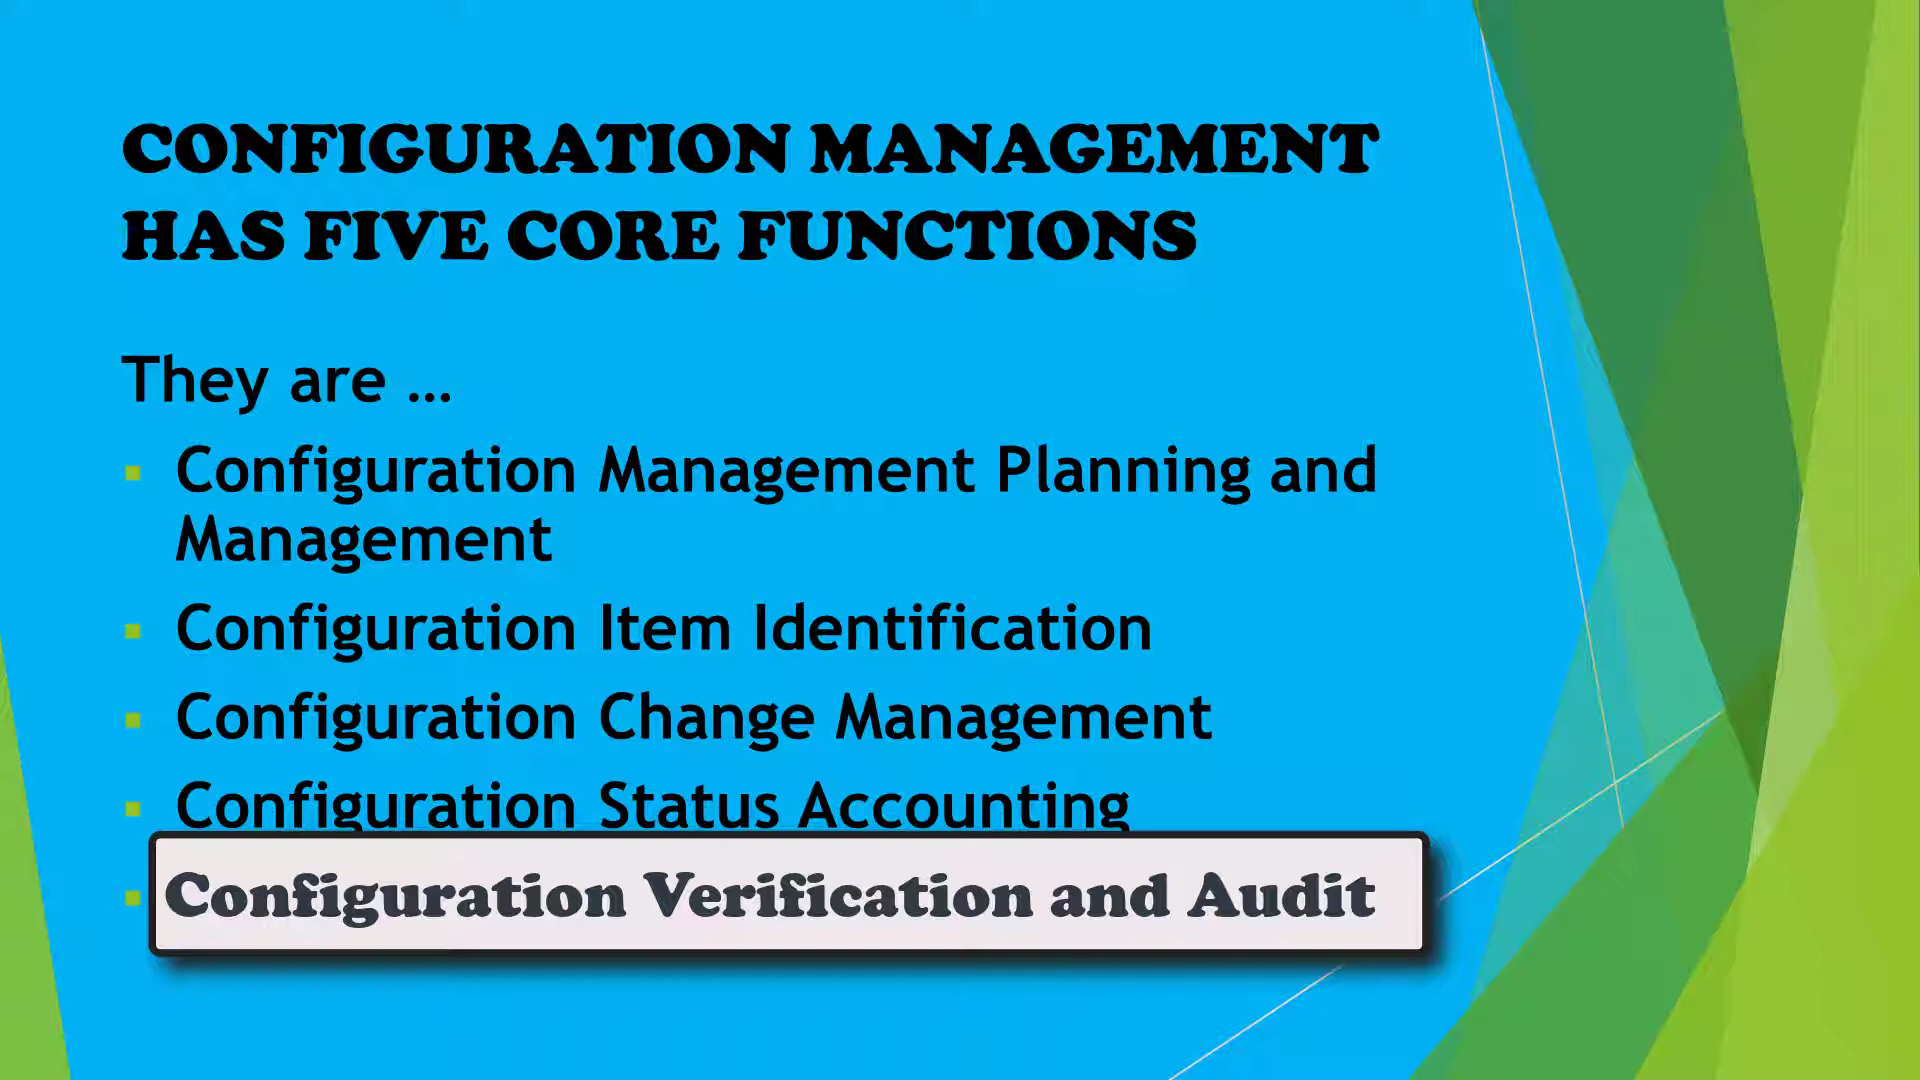 CONFIGURATION MANAGEMENT
HAS FIVE CORE FUNCTIONS
They are …
▪ Configuration Management Planning and
Management
▪ Configuration Item Identification
▪ Configuration Change Management
▪ Configuration Status Accounting
▪ Configuration Verification and Audit